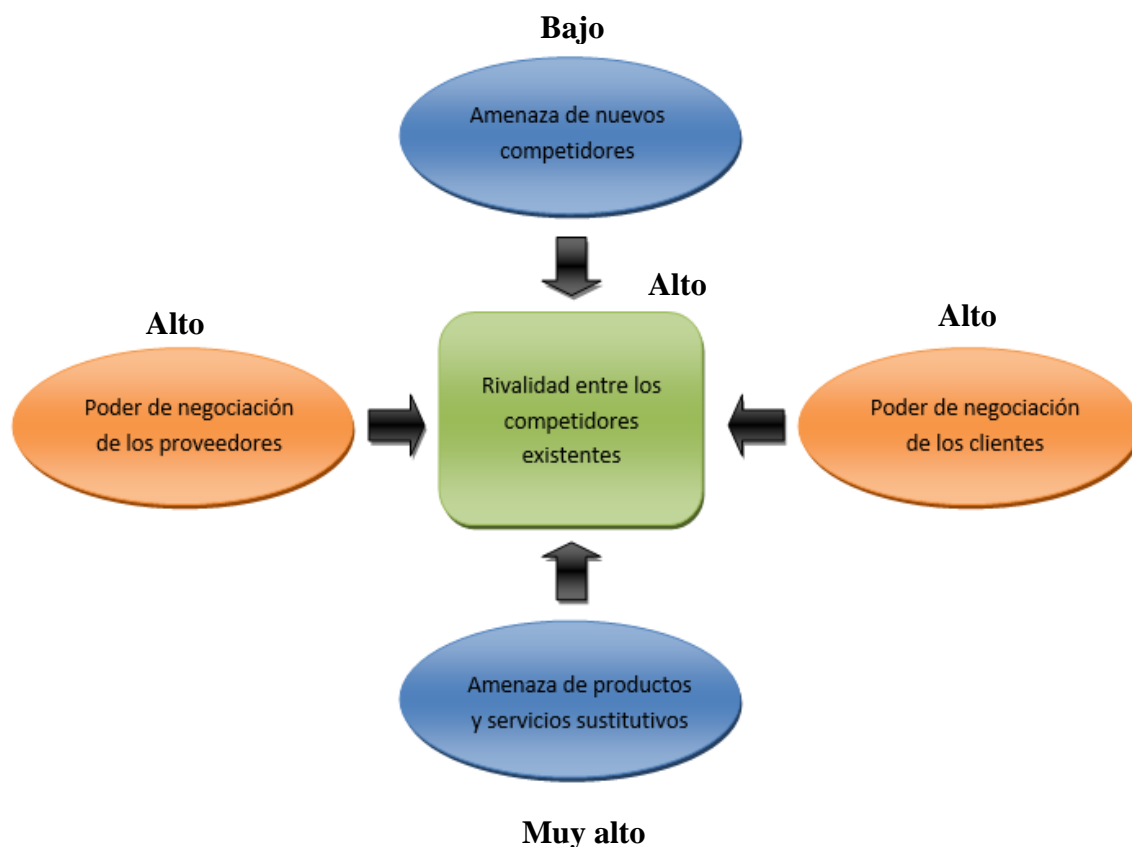 Bajo
Amenaza de nuevos
competidores
Alto
Alto
Alto
Poder de negociación
de los proveedores
Rivalidad entre los
competidores
existentes
Poder de negociación
de los clientes
Amenaza de productos
y servicios sustitutivos
Muy alto